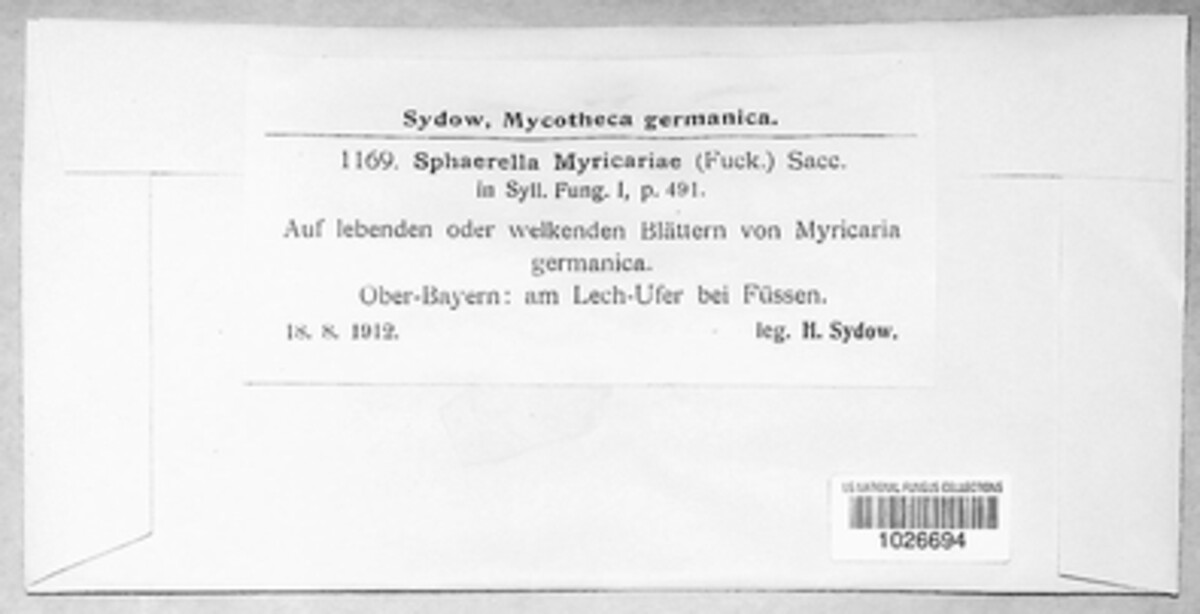 Sydow, Mycotheca germanica.
1169. Sphaerella Myricariae (Fuck.) Sacc.
in Syll. Fung. I, p. 491.
Auf lebenden oder welkenden Blättern von Myricaria
germanica.
Ober-Bayern: am Lech-Ufer bei Füssen.
18. 8. 1912. leg. H. Sydow.
US NATIONAL FUNGUS COLLECTIONS
1026694